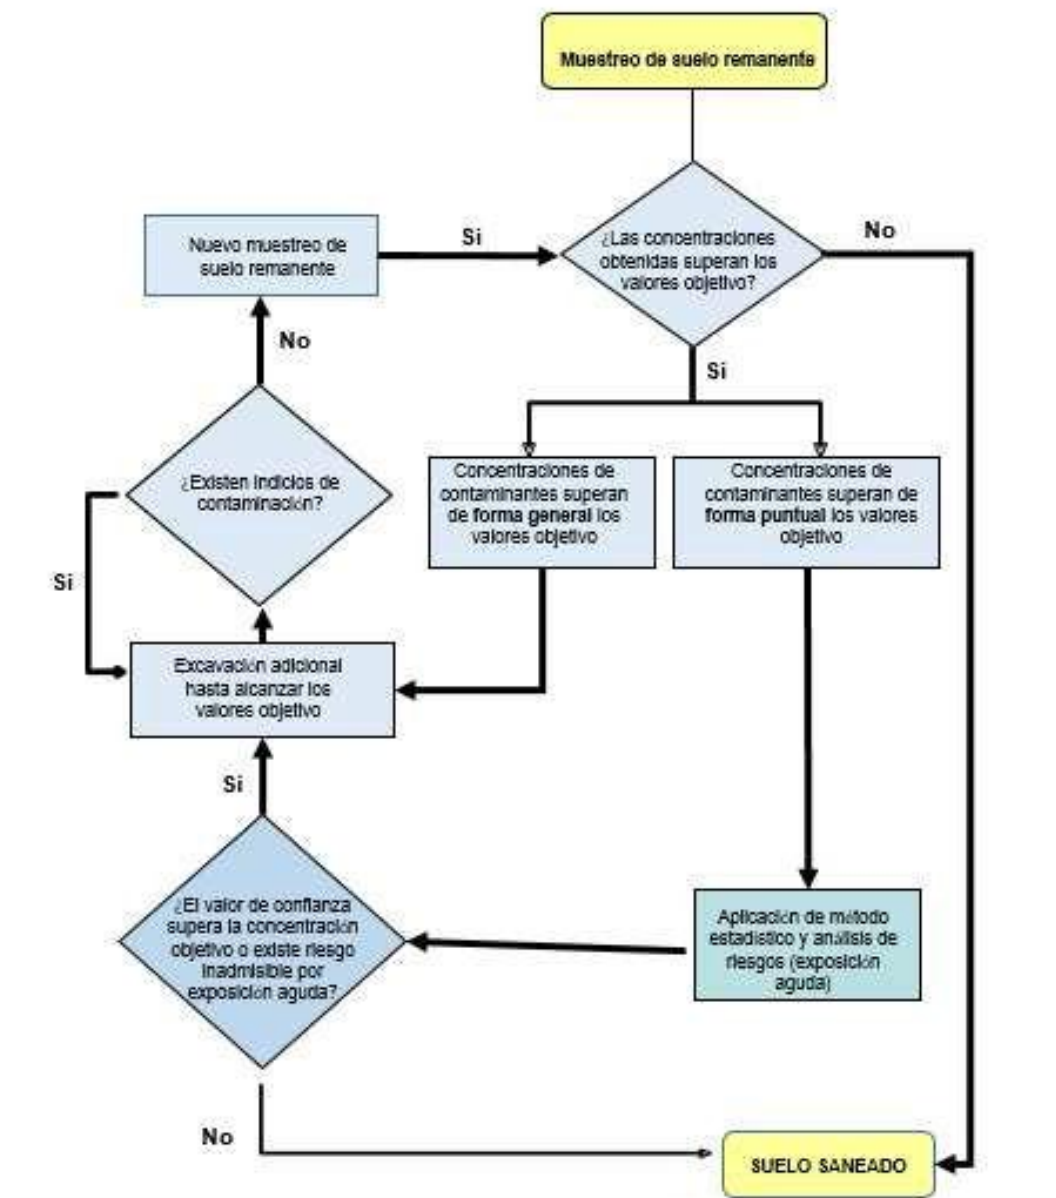 Muestreo de suelo remanente
Nuevo muestreo de
suelo remanente
Si
¿Las concentraciones
obtenidas superan los
valores objetivo?
No
No
Si
¿Existen indicios de
contaminación?
Concentraciones de
contaminantes superan
de forma general los
valores objetivo
Concentraciones de
contaminantes superan de
forma puntual los valores
objetivo
Si
Excavación adicional
hasta alcanzar los
valores objetivo
Si
¿El valor de confianza
supera la concentración
objetivo o existe riesgo
inadmisible por
exposición aguda?
Aplicación de método
estadístico y análisis de
riesgos (exposición
aguda)
No
SUELO SANEADO